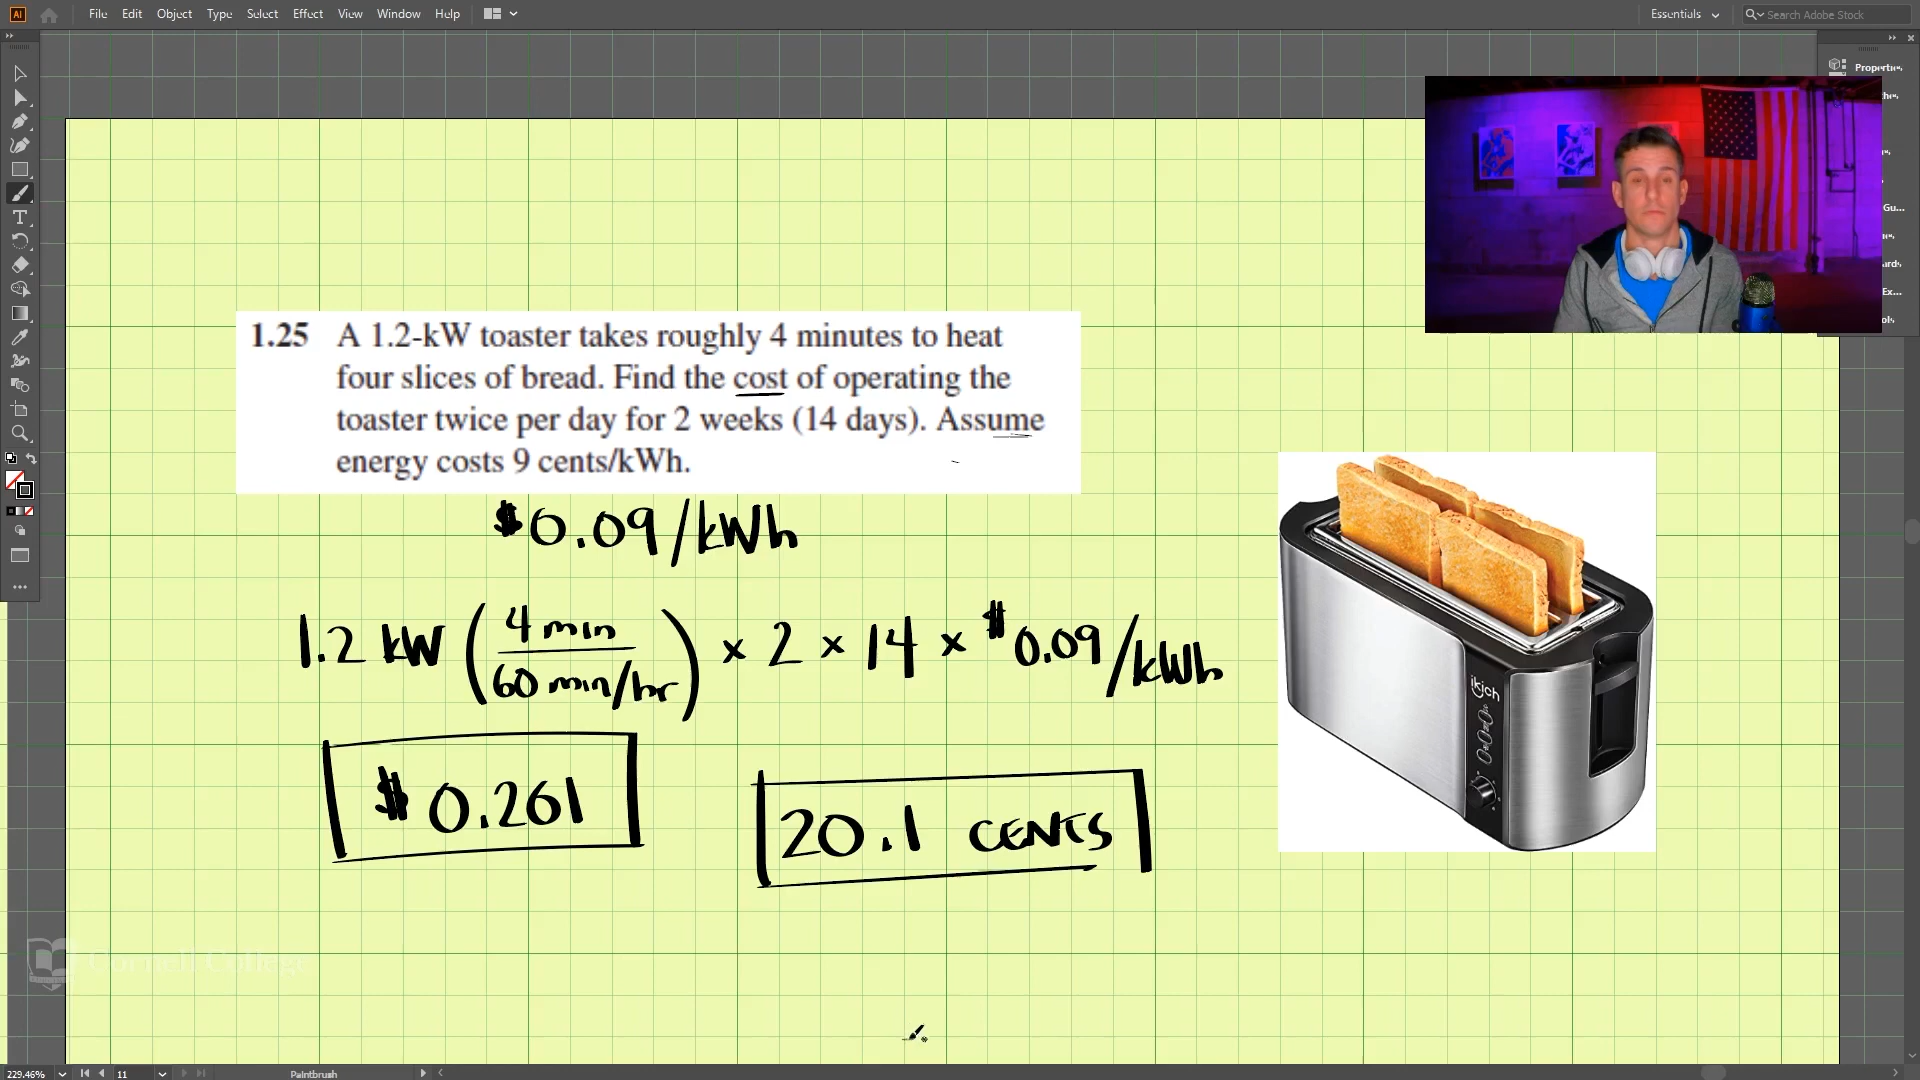 File Edit Object Type Select Effect View Window Help
Essentials
Search Adobe Stock
Properties
1.25 A 1.2-kW toaster takes roughly 4 minutes to heat
four slices of bread. Find the cost of operating the
toaster twice per day for 2 weeks (14 days). Assume
energy costs 9 cents/kWh.
$0.09/kWh
1.2 kW (4 min / 60 min/hr) × 2 × 14 × $0.09/kWh
$0.261
20.1 CENTS
ikich
Cornell College
229.46% 11 Paintbrush